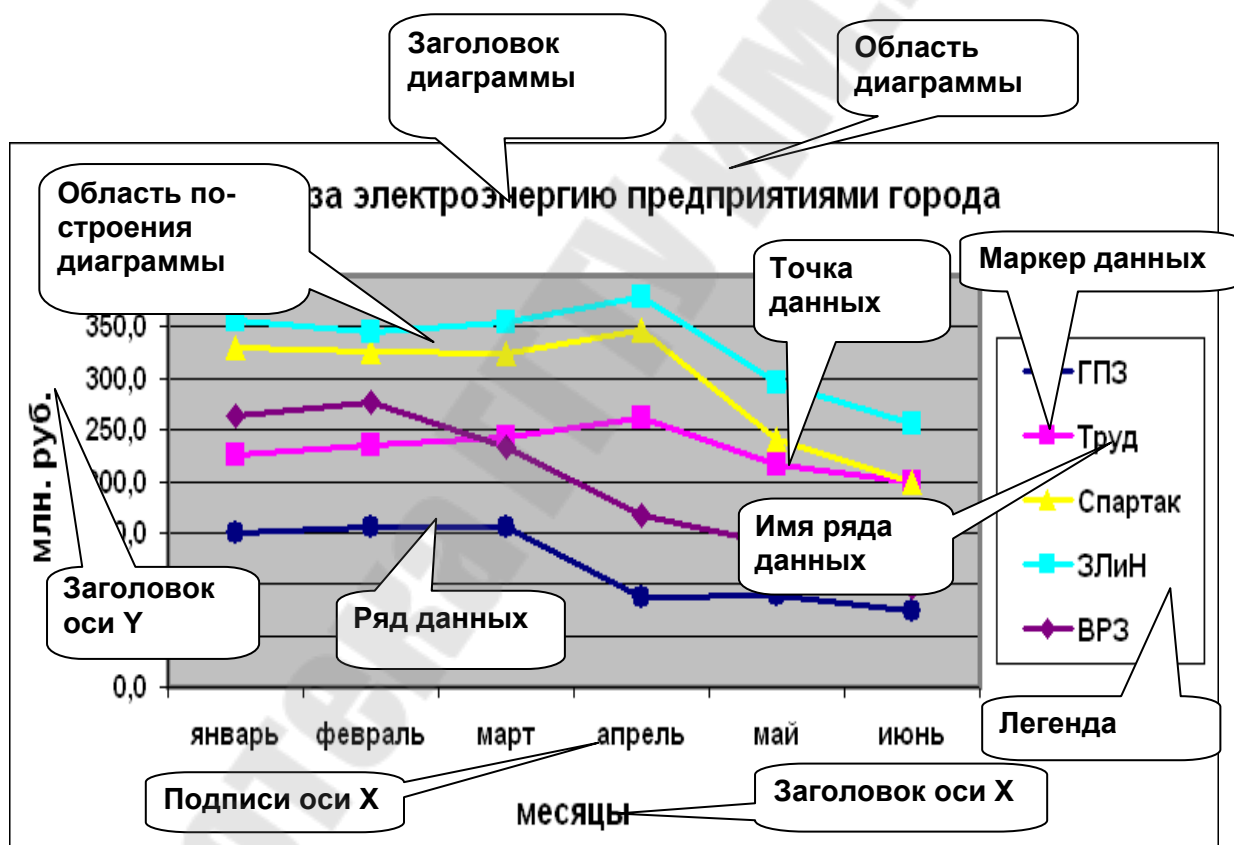 Заголовок
диаграммы
Область
диаграммы
Область по-
строения
диаграммы
за электроэнергию предприятиями города
Точка
данных
Маркер данных
350,0
300,0
250,0
200,0
0,0
млн. руб.
ГПЗ
Труд
Спартак
ЗЛиН
ВРЗ
Имя ряда
данных
Заголовок
оси Y
Ряд данных
Легенда
январь февраль март апрель май июнь
Подписи оси X
Заголовок оси X
месяцы